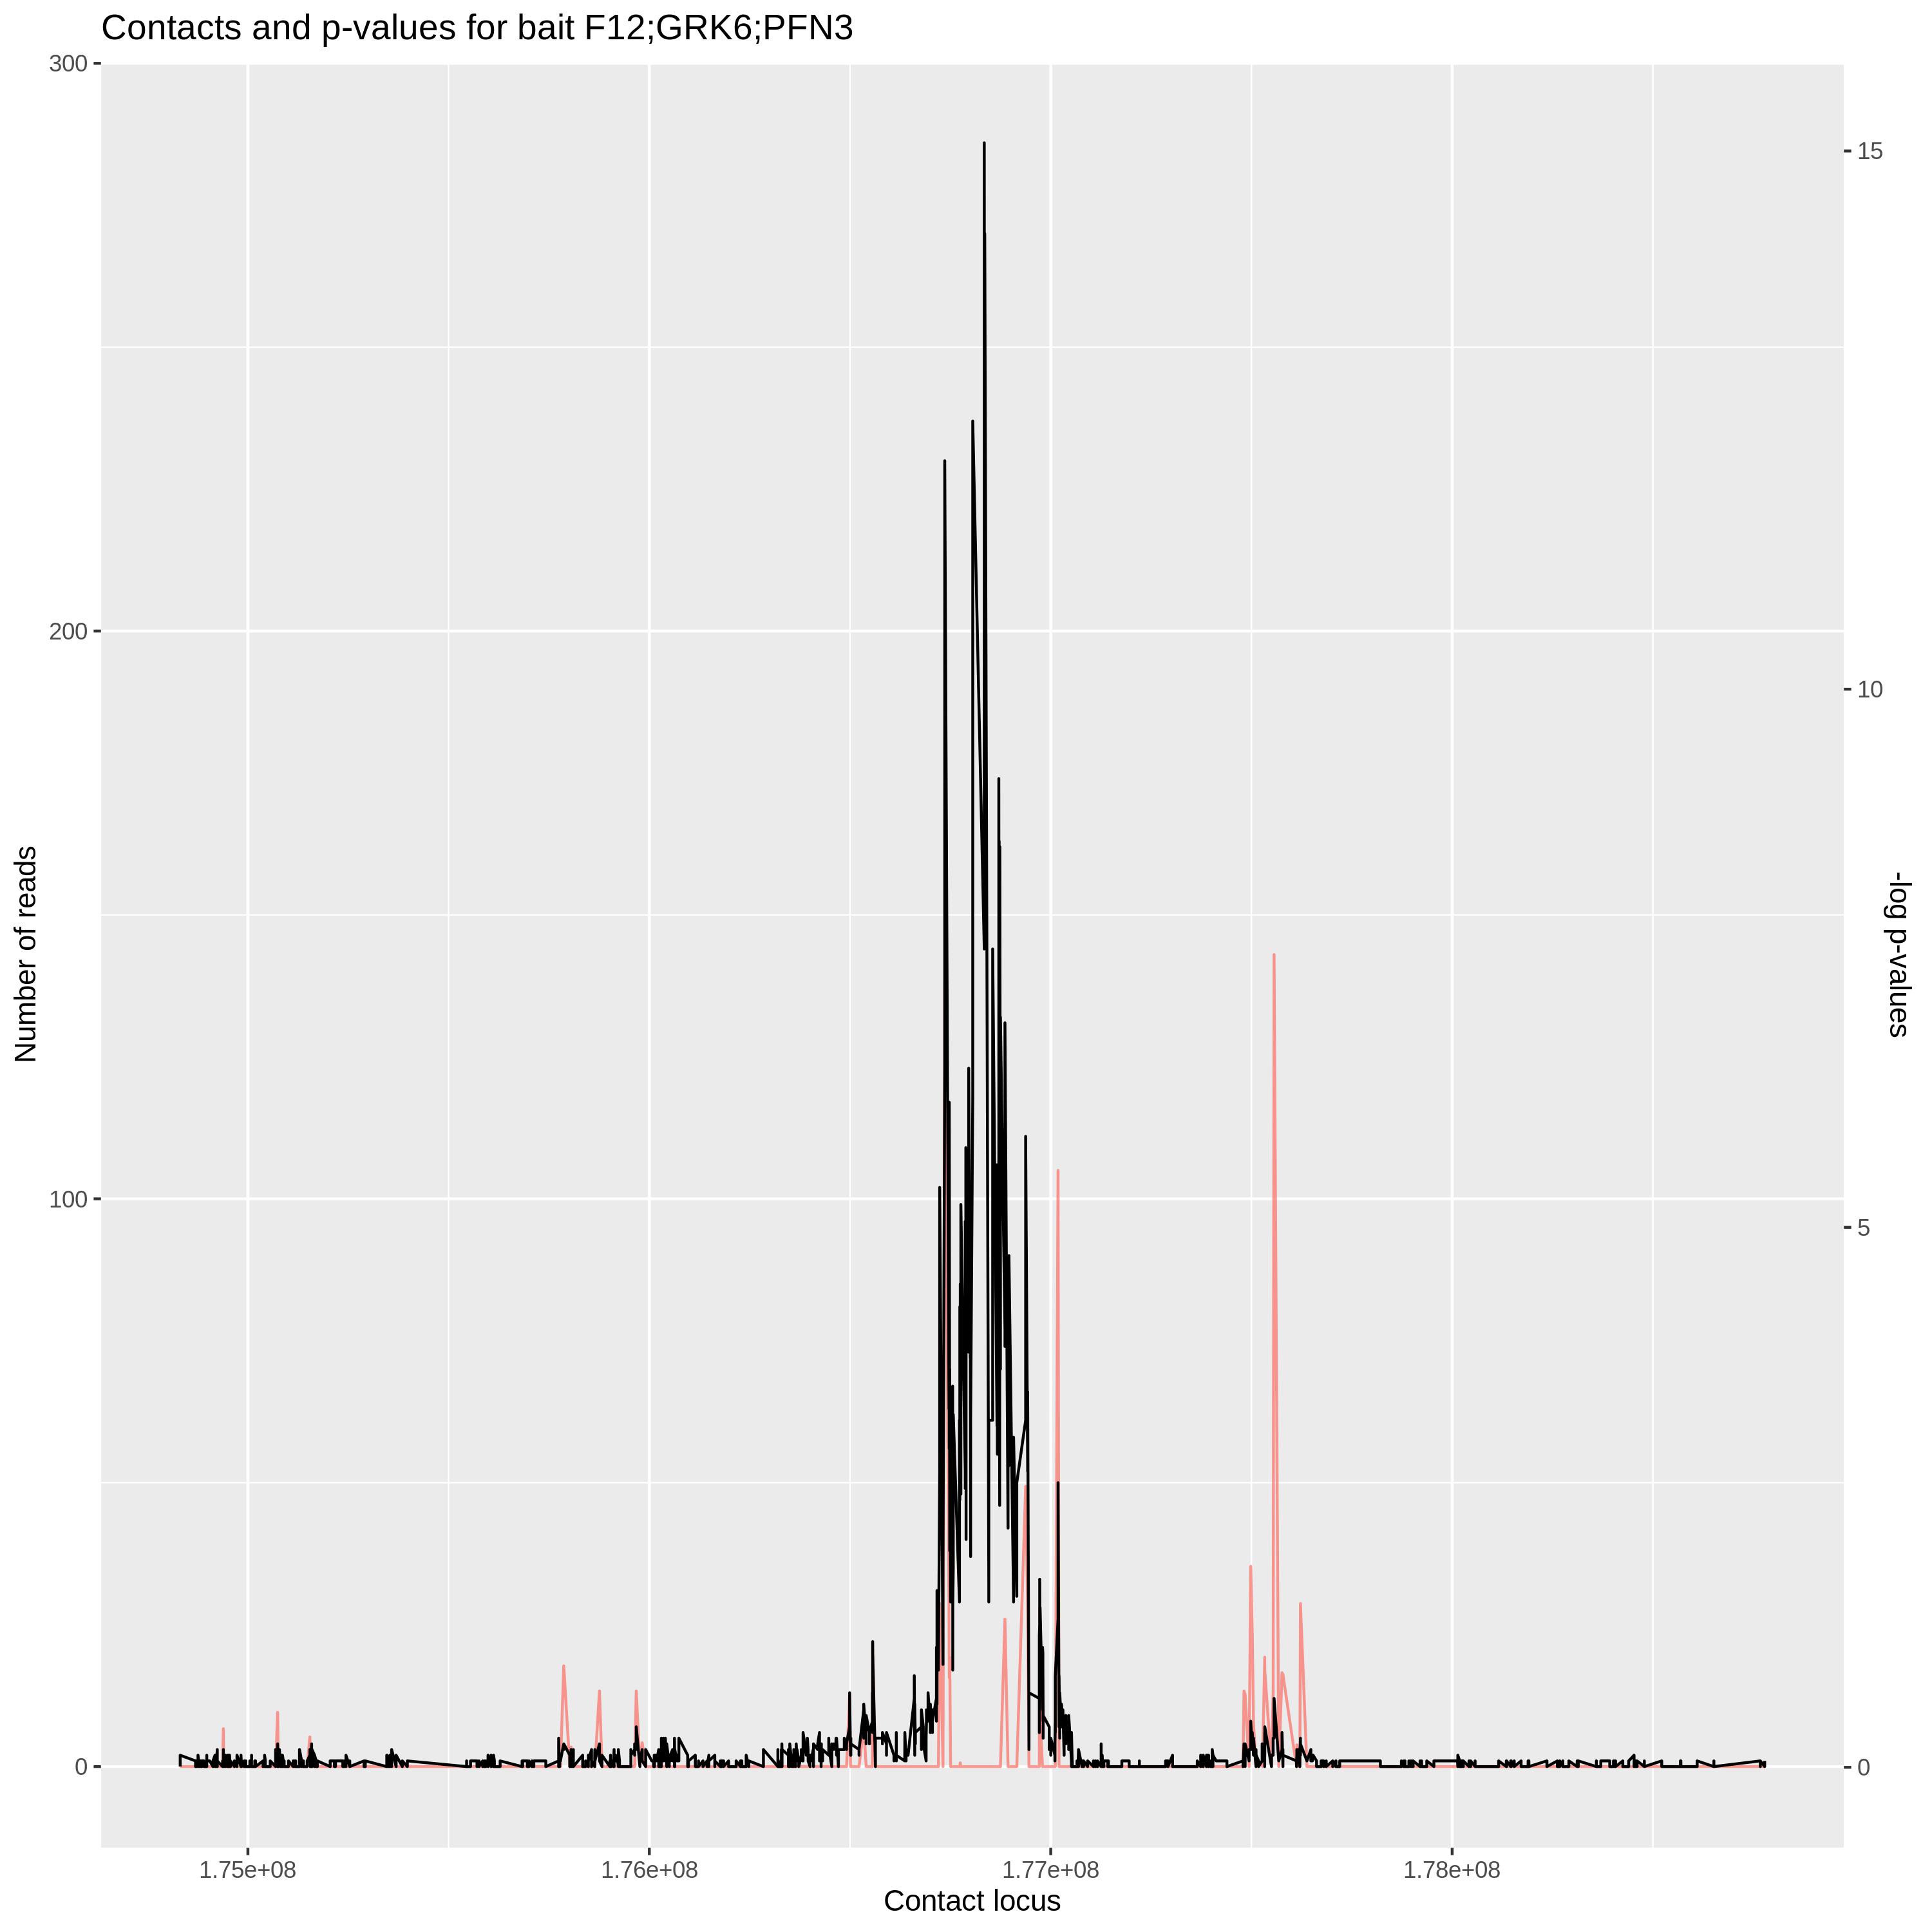 Contacts and p-values for bait F12;GRK6;PFN3
300
15
200
10
Number of reads
-log p-values
100
5
0
0
1.75e+08
1.76e+08
1.77e+08
1.78e+08
Contact locus